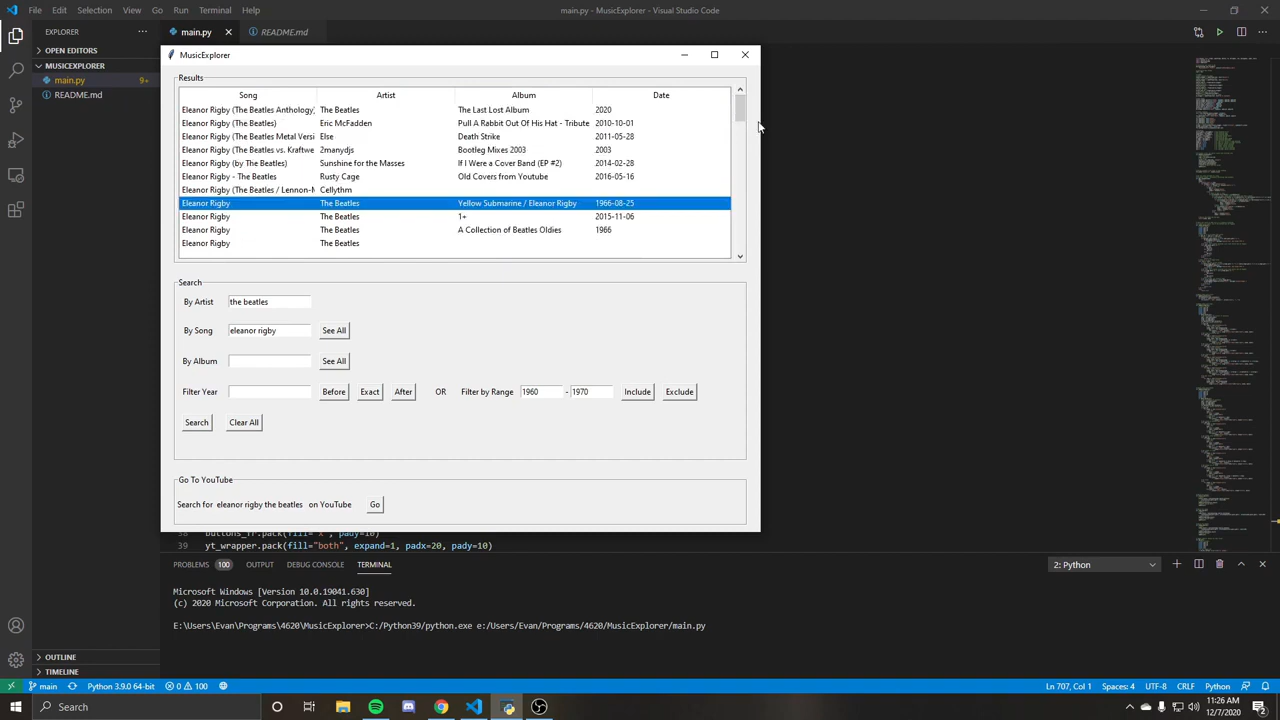 File Edit Selection View Go Run Terminal Help
main.py - MusicExplorer - Visual Studio Code
EXPLORER
main.py
README.md
OPEN EDITORS
MUSICEXPLORER
main.py 9+
README.md
MusicExplorer
Results
Song Artist Album Date
Eleanor Rigby (The Beatles Anthology) The Beatles The Last Lost Album 2020
Eleanor Rigby (The Beatles) Eric McFadden Pull A Rabbit Out Of His Hat - Tribute 2010-10-01
Eleanor Rigby (The Beatles Metal Versi Else Death Strike 2011-05-28
Eleanor Rigby (The Beatles vs. Kraftwe 2manydjs Bootleg Mixes 2003 2003
Eleanor Rigby (by The Beatles) Sunshine for the Masses If I Were a Cover Band (EP #2) 2014-02-28
Eleanor Rigby - The Beatles Rusty Cage Old Covers from Youtube 2016-05-16
Eleanor Rigby (The Beatles / Lennon-M Cellythm
Eleanor Rigby The Beatles Yellow Submarine / Eleanor Rigby 1966-08-25
Eleanor Rigby The Beatles 1+ 2015-11-06
Eleanor Rigby The Beatles A Collection of Beatles Oldies 1966
Eleanor Rigby The Beatles
Search
By Artist the beatles
By Song eleanor rigby See All
By Album See All
Filter Year Before Exact After OR Filter by Range 1960 - 1970 Include Exclude
Search Clear All
Go To YouTube
Search for eleanor rigby the beatles on YouTube Go
39 yt_wrapper.pack(fill="both", expand=1, padx=20, pady=10)
PROBLEMS 100 OUTPUT DEBUG CONSOLE TERMINAL
2: Python
Microsoft Windows [Version 10.0.19041.630]
(c) 2020 Microsoft Corporation. All rights reserved.
E:\Users\Evan\Programs\4620\MusicExplorer>C:/Python39/python.exe e:/Users/Evan/Programs/4620/MusicExplorer/main.py
OUTLINE
TIMELINE
main Python 3.9.0 64-bit 0 100
Ln 707, Col 1 Spaces: 4 UTF-8 CRLF Python
Search
11:26 AM
12/7/2020